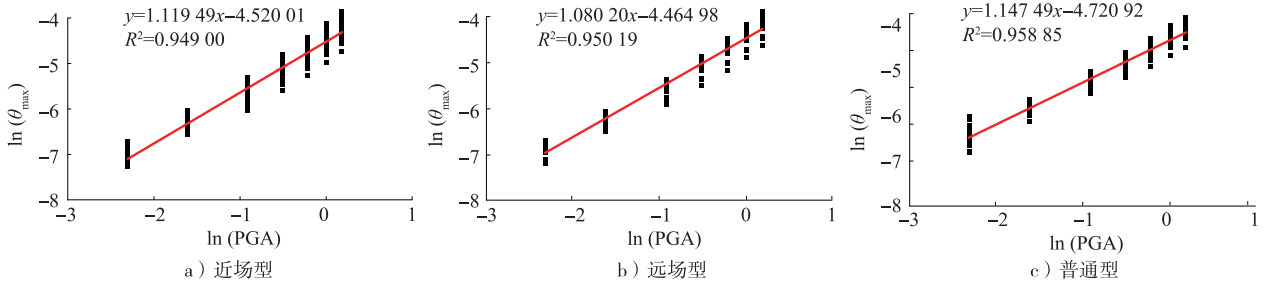 y=1.119 49x−4.520 01
R²=0.949 00
−4
−5
−6
−7
−8
ln (θmax)
−3
−2
−1
0
1
ln (PGA)
a）近场型
y=1.080 20x−4.464 98
R²=0.950 19
−4
−5
−6
−7
−8
ln (θmax)
−3
−2
−1
0
1
ln (PGA)
b）远场型
y=1.147 49x−4.720 92
R²=0.958 85
−4
−5
−6
−7
−8
ln (θmax)
−3
−2
−1
0
1
ln (PGA)
c）普通型